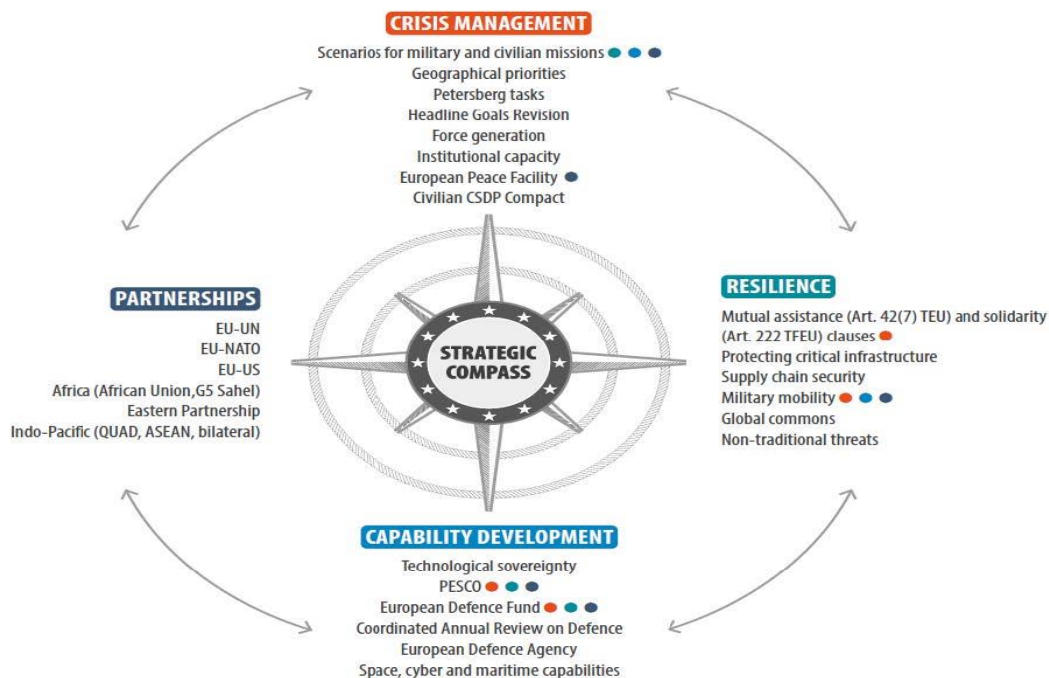 CRISIS MANAGEMENT
Scenarios for military and civilian missions
Geographical priorities
Petersberg tasks
Headline Goals Revision
Force generation
Institutional capacity
European Peace Facility
Civilian CSDP Compact
PARTNERSHIPS
EU-UN
EU-NATO
EU-US
Africa (African Union,G5 Sahel)
Eastern Partnership
Indo-Pacific (QUAD, ASEAN, bilateral)
STRATEGIC
COMPASS
RESILIENCE
Mutual assistance (Art. 42(7) TEU) and solidarity
(Art. 222 TFEU) clauses
Protecting critical infrastructure
Supply chain security
Military mobility
Global commons
Non-traditional threats
CAPABILITY DEVELOPMENT
Technological sovereignty
PESCO
European Defence Fund
Coordinated Annual Review on Defence
European Defence Agency
Space, cyber and maritime capabilities